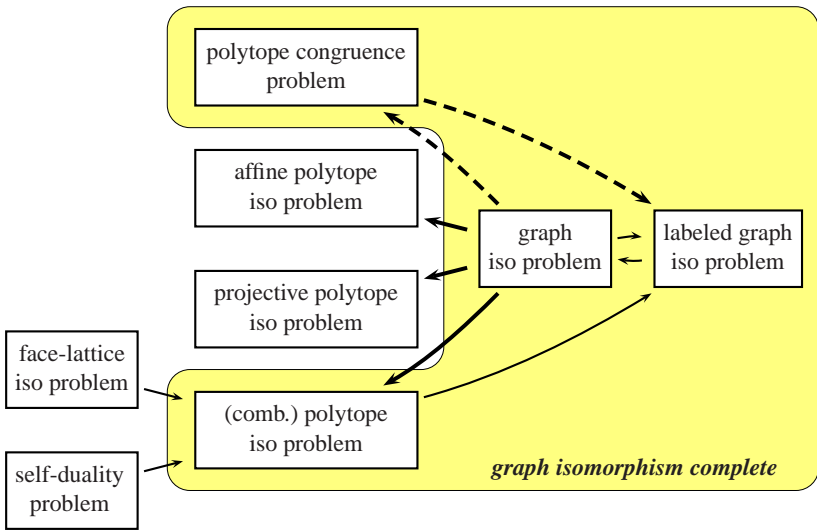 polytope congruence
problem
affine polytope
iso problem
graph
iso problem
labeled graph
iso problem
projective polytope
iso problem
face-lattice
iso problem
(comb.) polytope
iso problem
self-duality
problem
graph isomorphism complete